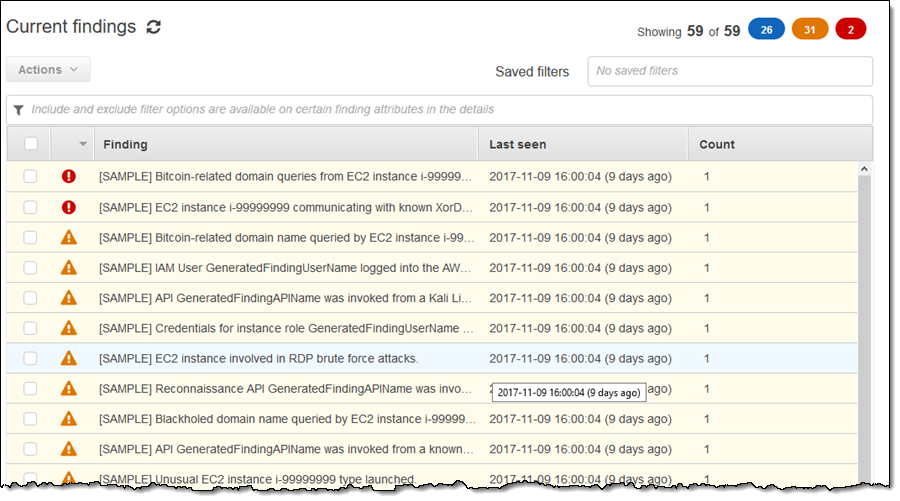 Current findings
Showing 59 of 59 26 31 2
Actions
Saved filters No saved filters
Include and exclude filter options are available on certain finding attributes in the details
Finding Last seen Count
[SAMPLE] Bitcoin-related domain queries from EC2 instance i-99999... 2017-11-09 16:00:04 (9 days ago) 1
[SAMPLE] EC2 instance i-99999999 communicating with known XorD... 2017-11-09 16:00:04 (9 days ago) 1
[SAMPLE] Bitcoin-related domain name queried by EC2 instance i-99... 2017-11-09 16:00:04 (9 days ago) 1
[SAMPLE] IAM User GeneratedFindingUserName logged into the AW... 2017-11-09 16:00:04 (9 days ago) 1
[SAMPLE] API GeneratedFindingAPIName was invoked from a Kali Li... 2017-11-09 16:00:04 (9 days ago) 1
[SAMPLE] Credentials for instance role GeneratedFindingUserName ... 2017-11-09 16:00:04 (9 days ago) 1
[SAMPLE] EC2 instance involved in RDP brute force attacks. 2017-11-09 16:00:04 (9 days ago) 1
[SAMPLE] Reconnaissance API GeneratedFindingAPIName was invo... days ago) 1
2017-11-09 16:00:04 (9 days ago)
[SAMPLE] Blackholed domain name queried by EC2 instance i-99999... 2017-11-09 16:00:04 (9 days ago) 1
[SAMPLE] API GeneratedFindingAPIName was invoked from a known... 2017-11-09 16:00:04 (9 days ago) 1
[SAMPLE] Unusual EC2 instance i-99999999 type launched. 2017-11-09 16:00:04 (9 days ago) 1